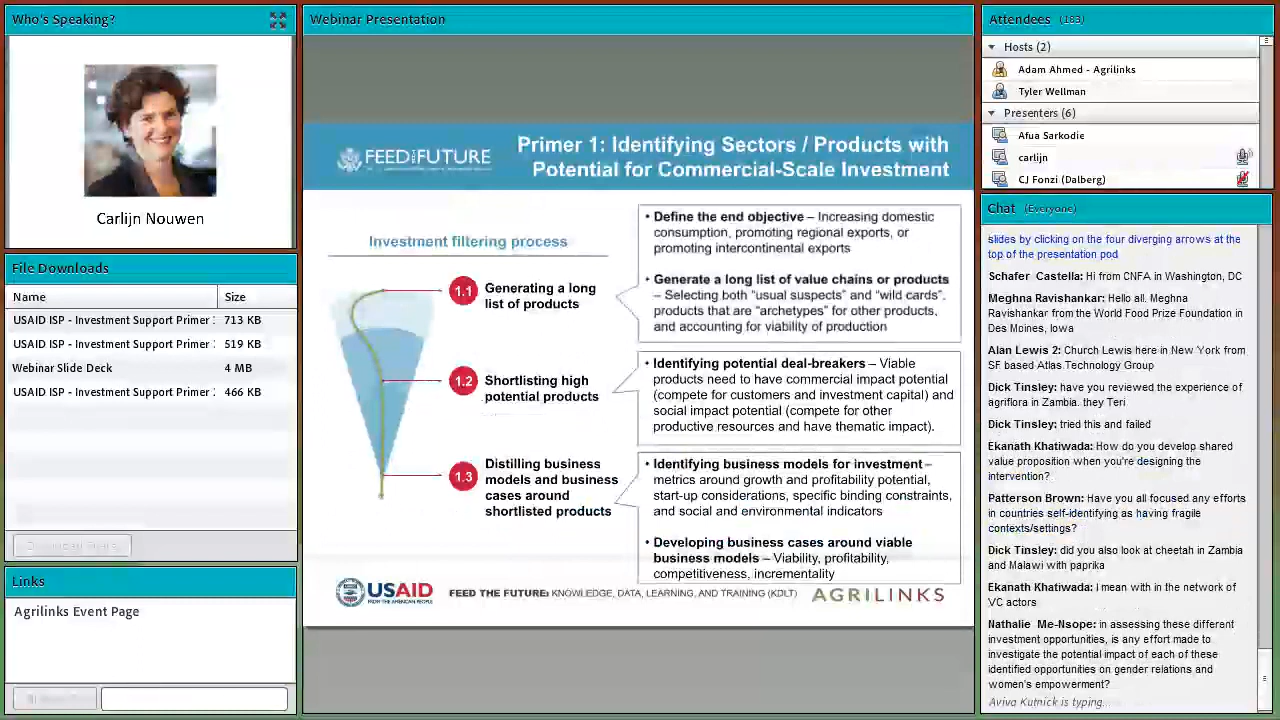 Who's Speaking?
Carlijn Nouwen
File Downloads
Name
Size
USAID ISP - Investment Support Primer
713 KB
USAID ISP - Investment Support Primer
519 KB
Webinar Slide Deck
4 MB
USAID ISP - Investment Support Primer
466 KB
Links
Agrilinks Event Page
Webinar Presentation
FEED THE FUTURE
Primer 1: Identifying Sectors / Products with
Potential for Commercial-Scale Investment
Investment filtering process
1.1
Generating a long
list of products
1.2
Shortlisting high
potential products
1.3
Distilling business
models and business
cases around
shortlisted products
• Define the end objective – Increasing domestic
consumption, promoting regional exports, or
promoting intercontinental exports
• Generate a long list of value chains or products
– Selecting both “usual suspects” and “wild cards”,
products that are “archetypes” for other products,
and accounting for viability of production
• Identifying potential deal-breakers – Viable
products need to have commercial impact potential
(compete for customers and investment capital) and
social impact potential (compete for other
productive resources and have thematic impact).
• Identifying business models for investment –
metrics around growth and profitability potential,
start-up considerations, specific binding constraints,
and social and environmental indicators
• Developing business cases around viable
business models – Viability, profitability,
competitiveness, incrementality
USAID
FROM THE AMERICAN PEOPLE
FEED THE FUTURE: KNOWLEDGE, DATA, LEARNING, AND TRAINING (KDLT)
AGRILINKS
Attendees (183)
Hosts (2)
Adam Ahmed - Agrilinks
Tyler Wellman
Presenters (6)
Afua Sarkodie
carlijn
CJ Fonzi (Dalberg)
Chat (Everyone)
slides by clicking on the four diverging arrows at the
top of the presentation pod
Schafer Castella: Hi from CNFA in Washington, DC
Meghna Ravishankar: Hello all. Meghna
Ravishankar from the World Food Prize Foundation in
Des Moines, Iowa
Alan Lewis 2: Church Lewis here in New York from
SF based Atlas Technology Group
Dick Tinsley: have you reviewed the experience of
agriflora in Zambia. they Teri
Dick Tinsley: tried this and failed
Ekanath Khatiwada: How do you develop shared
value proposition when you're designing the
intervention?
Patterson Brown: Have you all focused any efforts
in countries self-identifying as having fragile
contexts/settings?
Dick Tinsley: did you also look at cheetah in Zambia
and Malawi with paprika
Ekanath Khatiwada: I mean with in the network of
VC actors
Nathalie Me-Nsope: in assessing these different
investment opportunities, is any effort made to
investigate the potential impact of each of these
identified opportunities on gender relations and
women's empowerment?
Aviva Kutnick is typing...